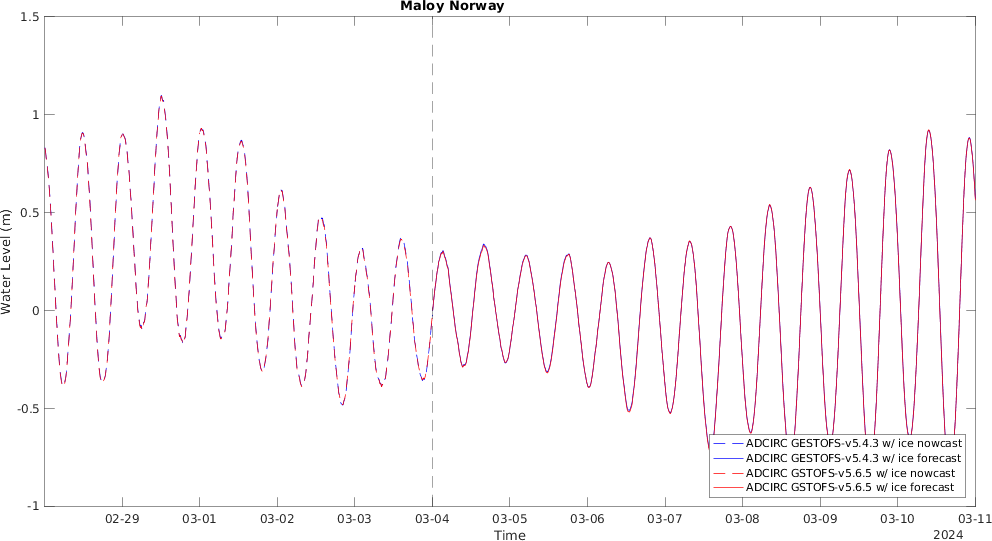 Maloy Norway
1.5
1
0.5
0
-0.5
-1
Water Level (m)
ADCIRC GESTOFS-v5.4.3 w/ ice nowcast
ADCIRC GESTOFS-v5.4.3 w/ ice forecast
ADCIRC GSTOFS-v5.6.5 w/ ice nowcast
ADCIRC GSTOFS-v5.6.5 w/ ice forecast
02-29 03-01 03-02 03-03 03-04 03-05 03-06 03-07 03-08 03-09 03-10 03-11
Time
2024